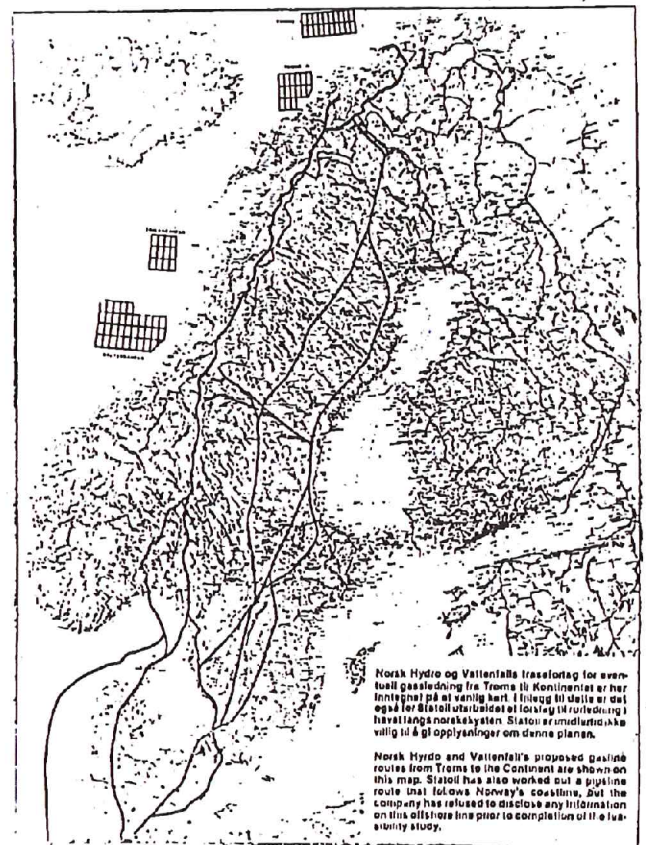 Norsk Hydro og Vattenfalls traseforlag for even-
tuell gassledning fra Troms til Kontinentet er her
inntegnet på et vanlig kart. I tillegg til dette er det
også før Statoil utarbeidet et forslag til rørledning i
havet langs norskekysten. Statoil er imidlertid ikke
villig til å gi opplysninger om denne planen.
Norsk Hyrdo and Vattenfall's proposed gasline
routes from Troms to the Continent are shown on
this map. Statoil has also worked out a pipeline
route that follows Norway's coastline, but the
company has refused to disclose any information
on this offshore line prior to completion of the fea-
sibility study.